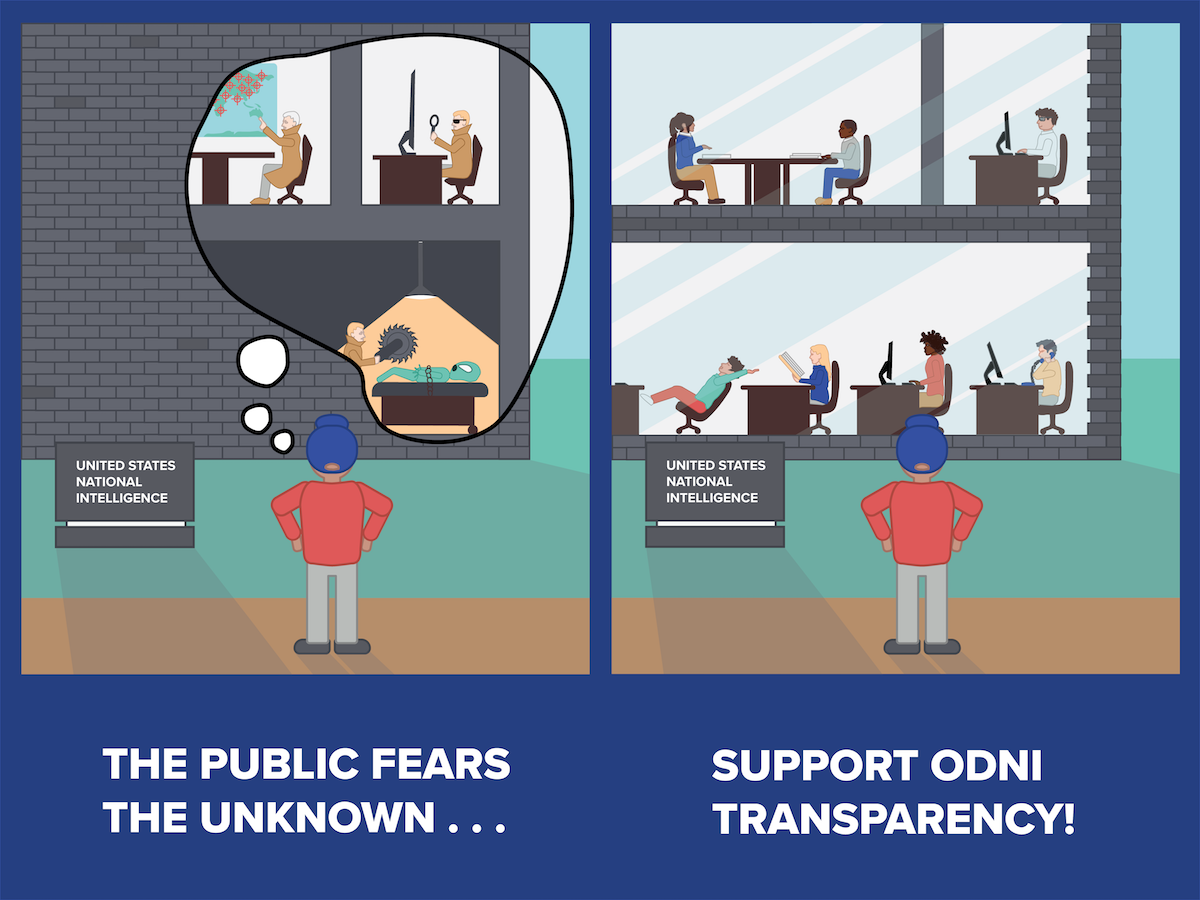 UNITED STATES
NATIONAL
INTELLIGENCE
UNITED STATES
NATIONAL
INTELLIGENCE
THE PUBLIC FEARS
THE UNKNOWN . . .
SUPPORT ODNI
TRANSPARENCY!